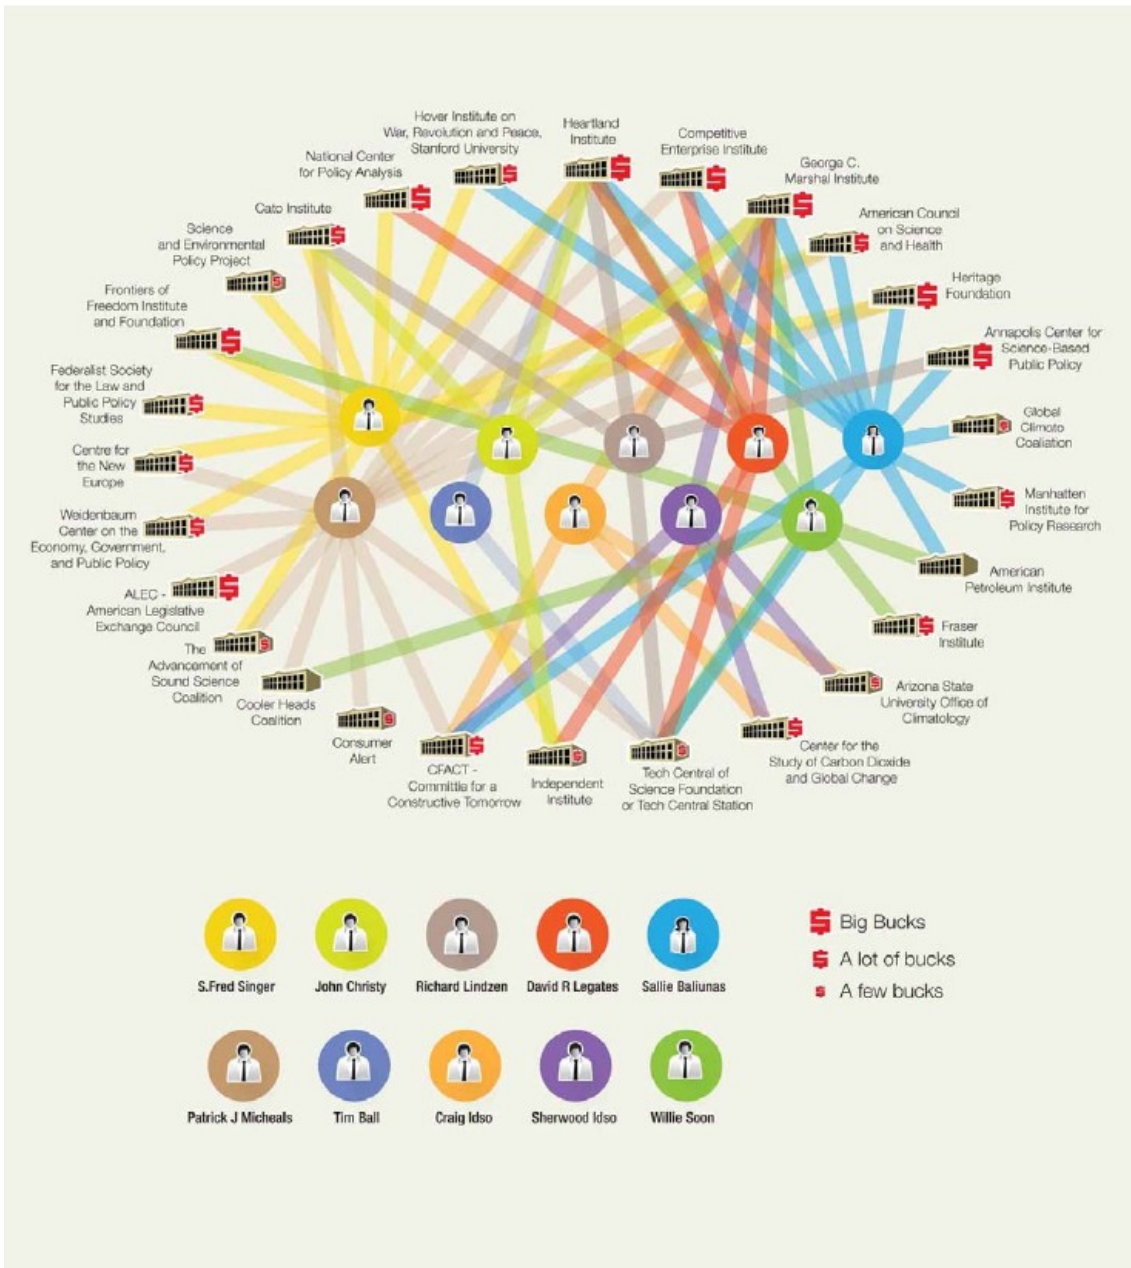 Hover Institute on
War, Revolution and Peace,
Stanford University
Heartland
Institute
Competitive
Enterprise Institute
National Center
for Policy Analysis
George C.
Marshal Institute
Cato Institute
American Council
on Science
and Health
Science
and Environmental
Policy Project
Heritage
Foundation
Frontiers of
Freedom Institute
and Foundation
Annapolis Center for
Science-Based
Public Policy
Federalist Society
for the Law and
Public Policy
Studies
Global
Climate
Coaliation
Centre for
the New
Europe
Manhatten
Institute for
Policy Research
Weidenbaum
Center on the
Economy, Government,
and Public Policy
American
Petroleum Institute
ALEC -
American Legislative
Exchange Council
Fraser
Institute
The
Advancement of
Sound Science
Coalition
Arizona State
University Office of
Climatology
Cooler Heads
Coalition
Consumer
Alert
Center for the
Study of Carbon Dioxide
and Global Change
CFACT -
Committie for a
Constructive Tomorrow
Independent
Institute
Tech Central of
Science Foundation
or Tech Central Station
S.Fred Singer
John Christy
Richard Lindzen
David R Legates
Sallie Baliunas
$ Big Bucks
$ A lot of bucks
$ A few bucks
Patrick J Micheals
Tim Ball
Craig Idso
Sherwood Idso
Willie Soon